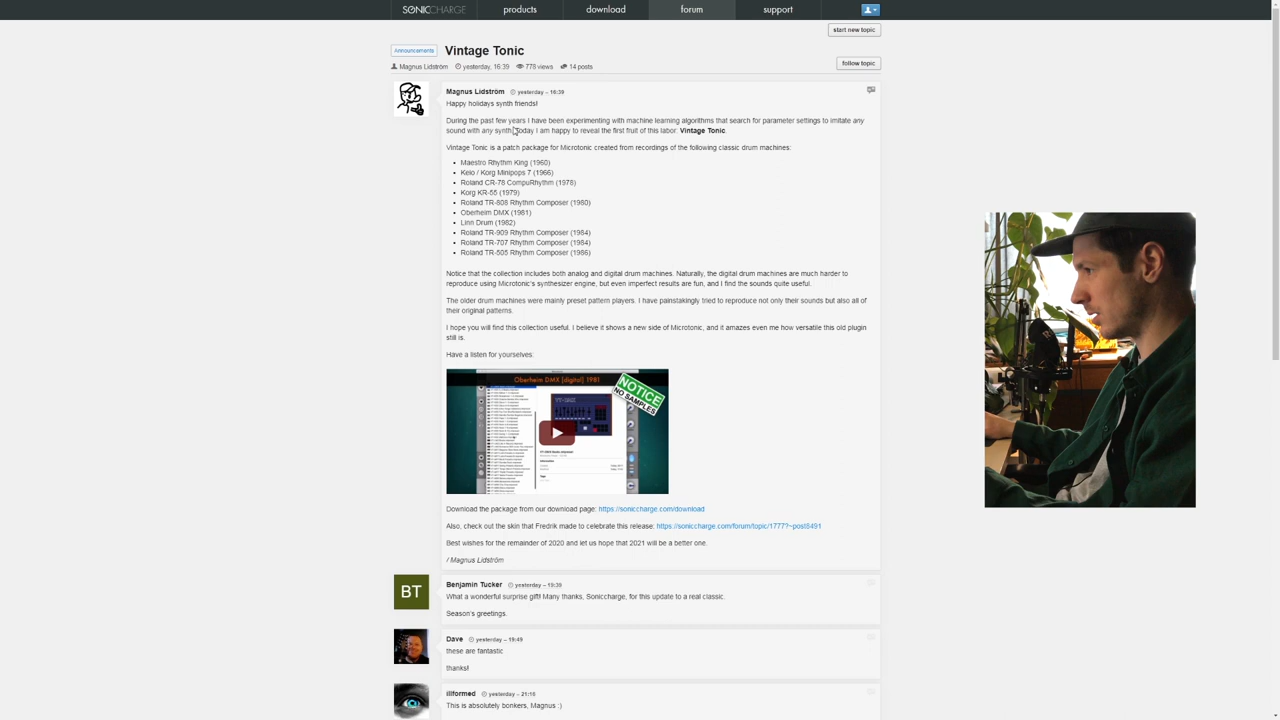 SONICCHARGE products download forum support
start new topic
Announcements Vintage Tonic
Magnus Lidström yesterday, 16:39 778 views 14 posts follow topic
Magnus Lidström yesterday – 16:39
Happy holidays synth friends!
During the past few years I have been experimenting with machine learning algorithms that search for parameter settings to imitate any
sound with any synth. Today I am happy to reveal the first fruit of this labor. Vintage Tonic.
Vintage Tonic is a patch package for Microtonic created from recordings of the following classic drum machines:
• Maestro Rhythm King (1960)
• Keio / Korg Minipops 7 (1966)
• Roland CR-78 CompuRhythm (1978)
• Korg KR-55 (1979)
• Roland TR-808 Rhythm Composer (1980)
• Oberheim DMX (1981)
• Linn Drum (1982)
• Roland TR-909 Rhythm Composer (1984)
• Roland TR-707 Rhythm Composer (1984)
• Roland TR-505 Rhythm Composer (1986)
Notice that the collection includes both analog and digital drum machines. Naturally, the digital drum machines are much harder to
reproduce using Microtonic's synthesizer engine, but even imperfect results are fun, and I find the sounds quite useful.
The older drum machines were mainly preset pattern players. I have painstakingly tried to reproduce not only their sounds but also all of
their original patterns.
I hope you will find this collection useful. I believe it shows a new side of Microtonic, and it amazes even me how versatile this old plugin
still is.
Have a listen for yourselves:
Oberheim DMX [digital] 1981
NOTICE
NO SAMPLES
VT-DMX
Download the package from our download page: https://soniccharge.com/download
Also, check out the skin that Fredrik made to celebrate this release: https://soniccharge.com/forum/topic/1777?~post8491
Best wishes for the remainder of 2020 and let us hope that 2021 will be a better one.
/ Magnus Lidström
BT
Benjamin Tucker yesterday – 19:39
What a wonderful surprise gift! Many thanks, Soniccharge, for this update to a real classic.
Season's greetings.
Dave yesterday – 19:49
these are fantastic
thanks!
illformed yesterday – 21:10
This is absolutely bonkers, Magnus :)